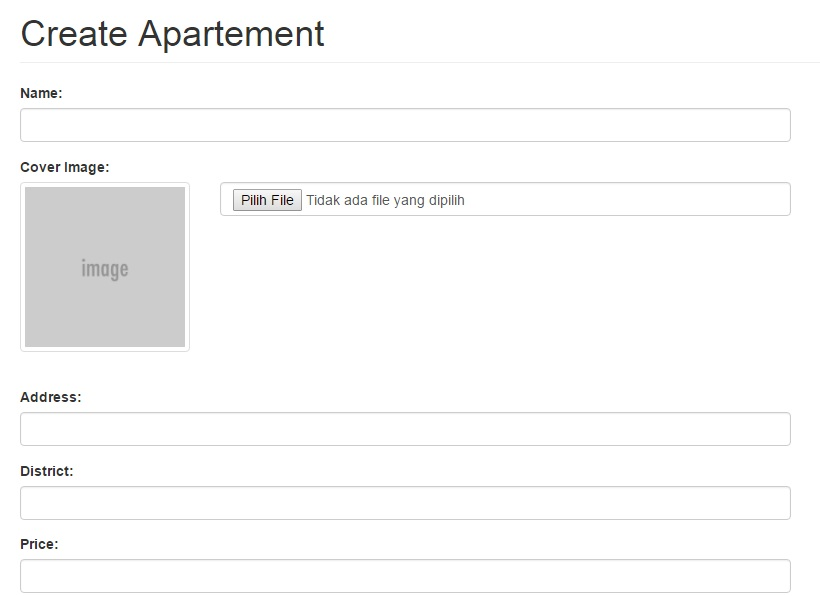 Create Apartement
Name:
Cover Image:
image
Pilih File Tidak ada file yang dipilih
Address:
District:
Price: